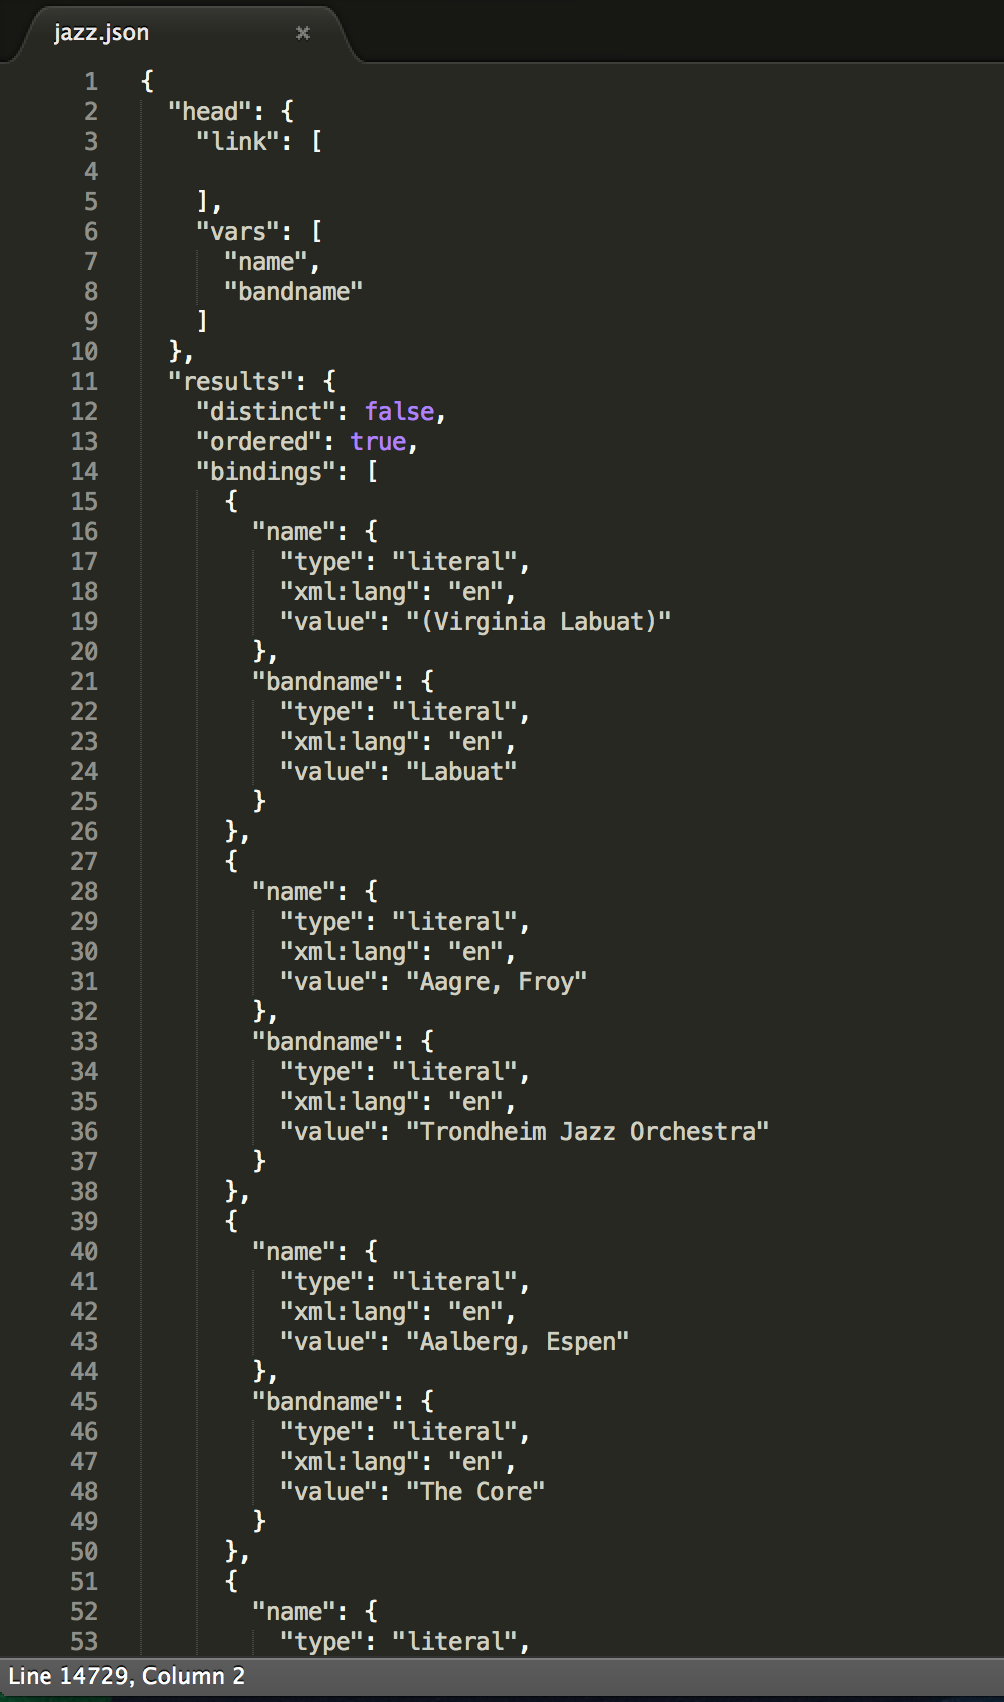 jazz.json ×
1 {
2   "head": {
3     "link": [
4
5     ],
6     "vars": [
7       "name",
8       "bandname"
9     ]
10   },
11   "results": {
12     "distinct": false,
13     "ordered": true,
14     "bindings": [
15       {
16         "name": {
17           "type": "literal",
18           "xml:lang": "en",
19           "value": "(Virginia Labuat)"
20         },
21         "bandname": {
22           "type": "literal",
23           "xml:lang": "en",
24           "value": "Labuat"
25         }
26       },
27       {
28         "name": {
29           "type": "literal",
30           "xml:lang": "en",
31           "value": "Aagre, Froy"
32         },
33         "bandname": {
34           "type": "literal",
35           "xml:lang": "en",
36           "value": "Trondheim Jazz Orchestra"
37         }
38       },
39       {
40         "name": {
41           "type": "literal",
42           "xml:lang": "en",
43           "value": "Aalberg, Espen"
44         },
45         "bandname": {
46           "type": "literal",
47           "xml:lang": "en",
48           "value": "The Core"
49         }
50       },
51       {
52         "name": {
53           "type": "literal",
Line 14729, Column 2